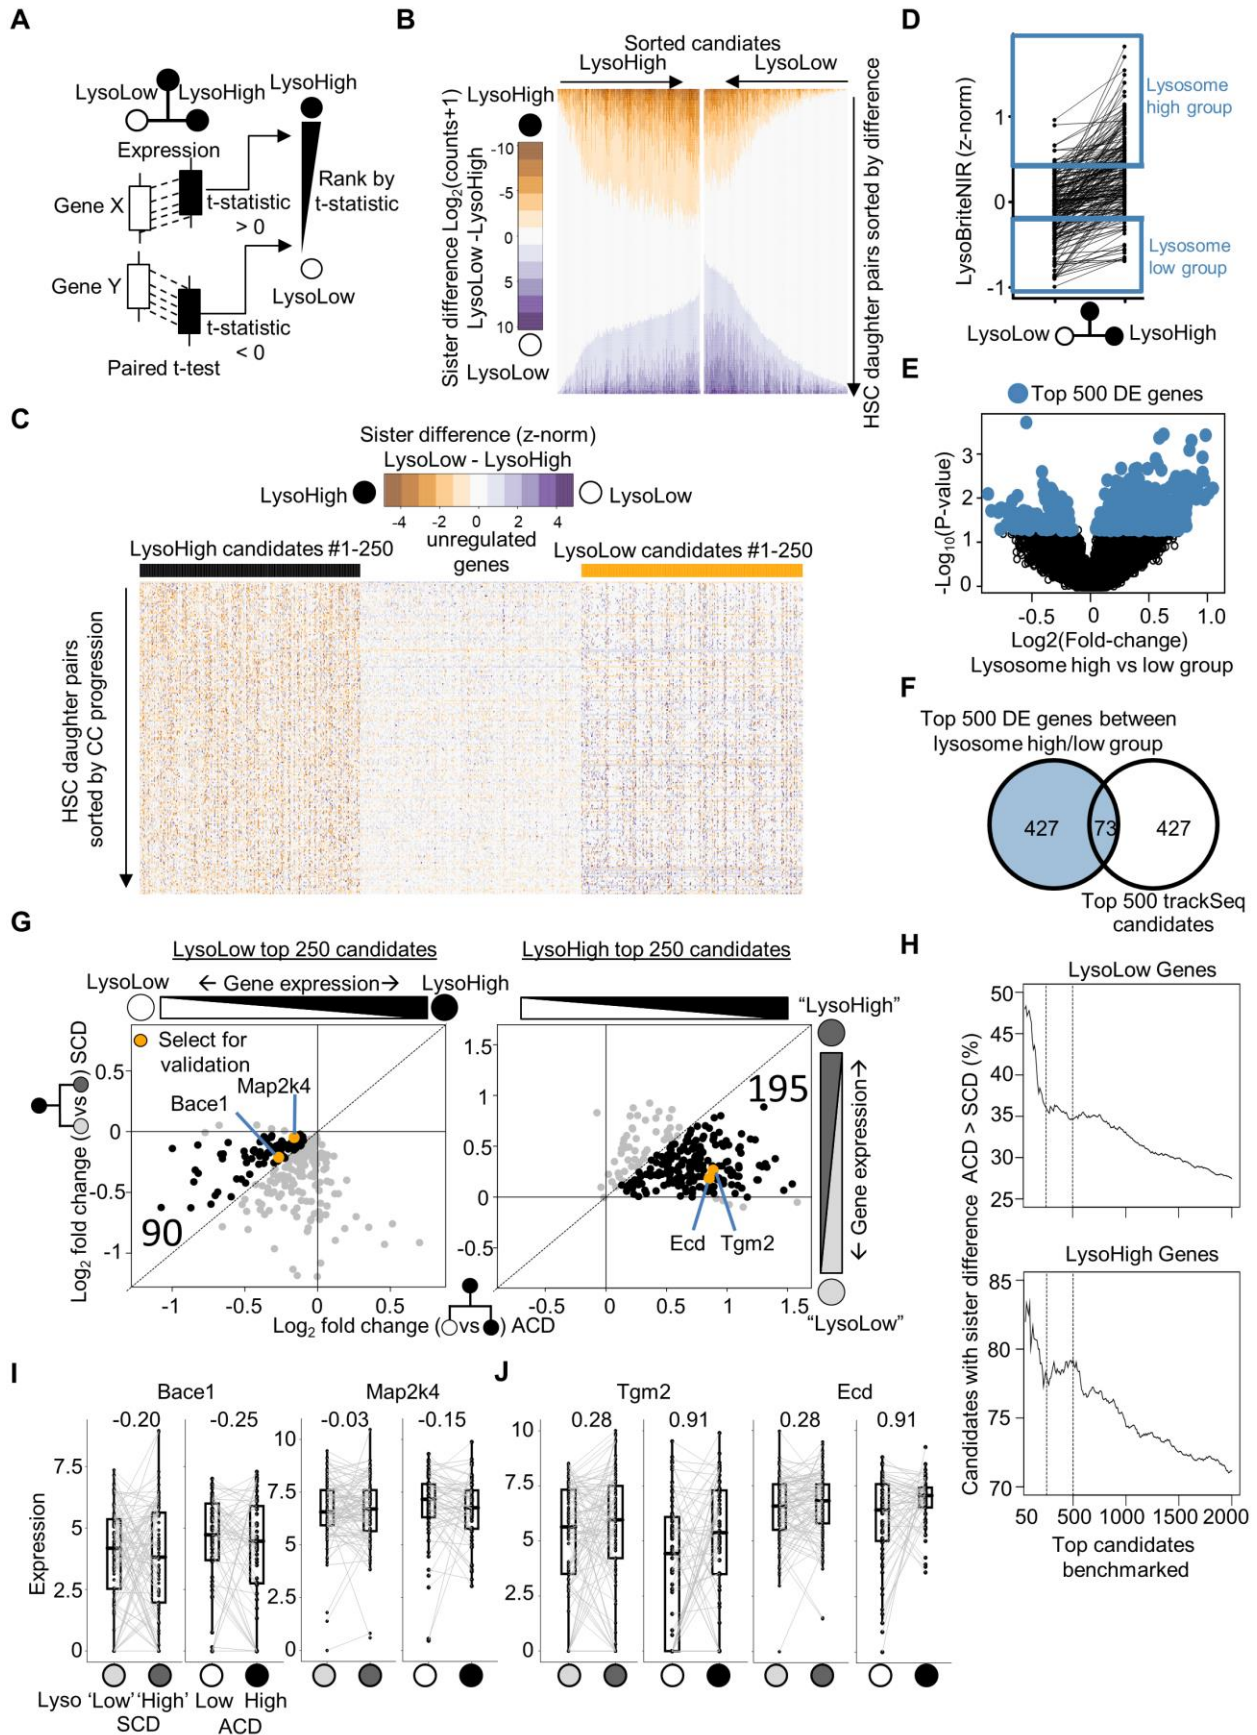 A
LysoLow
LysoHigh
Expression
Gene X
t-statistic
> 0
Gene Y
t-statistic
< 0
Paired t-test
LysoHigh
Rank by
t-statistic
LysoLow
B
Sorted candiates
LysoHigh
LysoLow
LysoHigh
Sister difference Log2(counts+1)
LysoLow -LysoHigh
-10
-5
0
5
10
LysoLow
HSC daughter pairs sorted by difference
C
Sister difference (z-norm)
LysoLow - LysoHigh
LysoHigh
LysoLow
-4
-2
0
2
4
LysoHigh candidates #1-250
unregulated
genes
LysoLow candidates #1-250
HSC daughter pairs
sorted by CC progression
D
LysoBriteNIR (z-norm)
1
0
-1
Lysosome
high group
Lysosome
low group
LysoLow
LysoHigh
E
Top 500 DE genes
-Log10(P-value)
3
2
1
0
-0.5
0
0.5
1.0
Log2(Fold-change)
Lysosome high vs low group
F
Top 500 DE genes between
lysosome high/low group
427
73
427
Top 500 trackSeq
candidates
G
LysoLow top 250 candidates
LysoHigh top 250 candidates
LysoLow
← Gene expression→
LysoHigh
Select for
validation
Map2k4
Bace1
90
0.5
0
-0.5
-1
Log2 fold change ( vs ) SCD
-1
-0.5
0
0.5
Log2 fold change ( vs ) ACD
1.5
1
0.5
0
-0.5
195
Ecd
Tgm2
-0.5
0
0.5
1
1.5
"LysoHigh"
← Gene expression→
"LysoLow"
H
LysoLow Genes
50
45
40
35
30
25
LysoHigh Genes
85
80
75
70
Candidates with sister difference ACD > SCD (%)
50
500
1000
1500
2000
Top candidates
benchmarked
I
Bace1
Map2k4
-0.20
-0.25
-0.03
-0.15
Expression
7.5
5
2.5
0
10
7.5
5
2.5
0
Lyso 'Low' 'High' Low High
SCD
ACD
J
Tgm2
Ecd
0.28
0.91
0.28
0.91
10
7.5
5
2.5
0